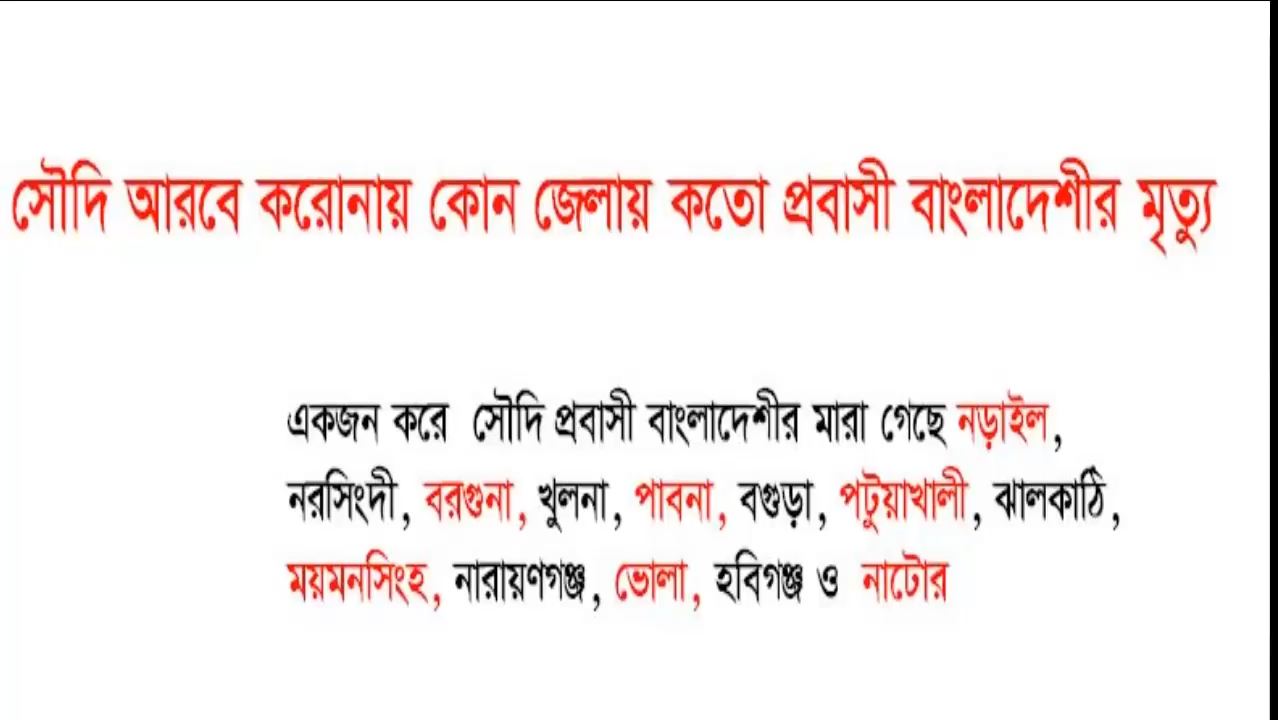 সৌদি আরবে করোনায় কোন জেলায় কতো প্রবাসী বাংলাদেশীর মৃত্যু
একজন করে সৌদি প্রবাসী বাংলাদেশীর মারা গেছে নড়াইল,
নরসিংদী, বরগুনা, খুলনা, পাবনা, বগুড়া, পটুয়াখালী, ঝালকাঠি,
ময়মনসিংহ, নারায়ণগঞ্জ, ভোলা, হবিগঞ্জ ও নাটোর